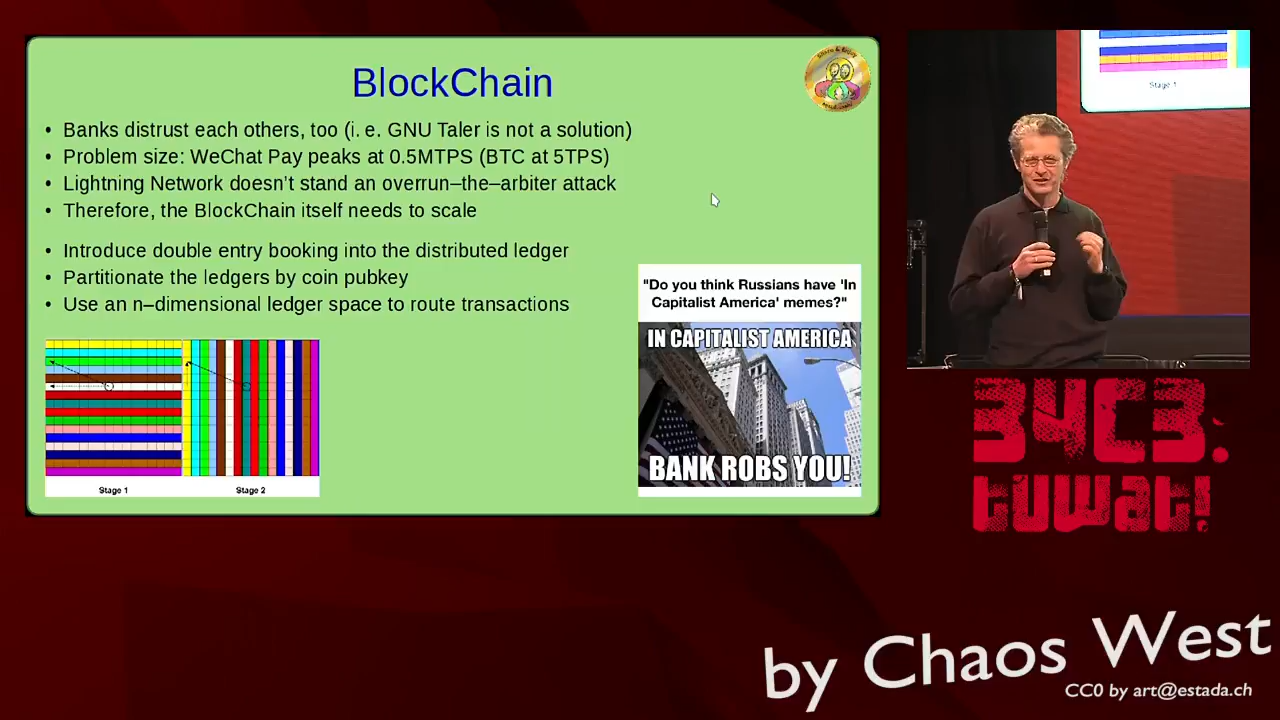 BlockChain
• Banks distrust each others, too (i. e. GNU Taler is not a solution)
• Problem size: WeChat Pay peaks at 0.5MTPS (BTC at 5TPS)
• Lightning Network doesn't stand an overrun–the–arbiter attack
• Therefore, the BlockChain itself needs to scale
• Introduce double entry booking into the distributed ledger
• Partitionate the ledgers by coin pubkey
• Use an n–dimensional ledger space to route transactions
"Do you think Russians have 'In
Capitalist America' memes?"
IN CAPITALIST AMERICA
BANK ROBS YOU!
Stage 1
Stage 2
Stage 1
34C3:
tuwat!
by Chaos West
CC0 by art@estada.ch